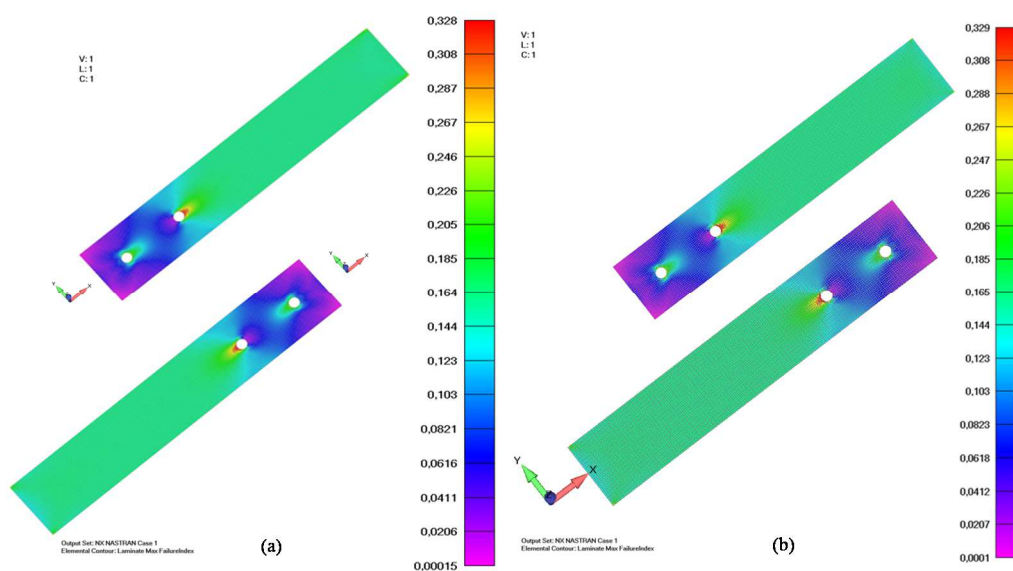 V: 1
L: 1
C: 1
0,328
0,308
0,287
0,267
0,246
0,226
0,205
0,185
0,164
0,144
0,123
0,103
0,0821
0,0616
0,0411
0,0206
0,00015
Y
X
Y
X
Output Set: NX NASTRAN Case 1
Elemental Contour: Laminate Max FailureIndex
(a)
V: 1
L: 1
C: 1
0,329
0,309
0,288
0,267
0,247
0,226
0,206
0,185
0,165
0,144
0,124
0,103
0,0823
0,0618
0,0412
0,0207
0,0001
Y
X
Output Set: NX NASTRAN Case 1
Elemental Contour: Laminate Max FailureIndex
(b)